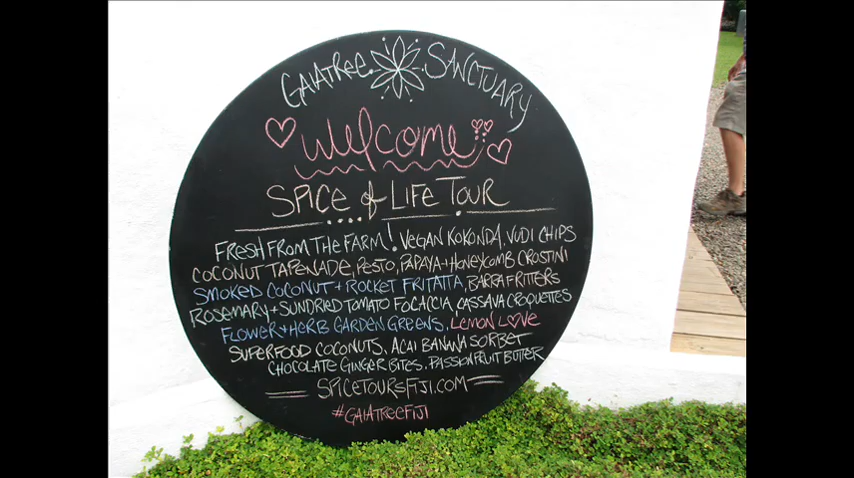 GAIATREE SANCTUARY
welcome
SPICE of LIFE TOUR
FRESH FROM THE FARM! VEGAN KOKONDA, VUDI CHIPS
COCONUT TAPENADE, PESTO, PAPAYA + HONEYCOMB CROSTINI
SMOKED COCONUT + ROCKET FRITATTA, BARRA FRITTERS
ROSEMARY + SUNDRIED TOMATO FOCACCIA, CASSAVA CROQUETTES
FLOWER + HERB GARDEN GREENS, LEMON LOVE
SUPERFOOD COCONUTS, ACAI BANANA SORBET
CHOCOLATE GINGER BITES, PASSIONFRUIT BUTTER
SPICETOURSFIJI.COM
#GAIATREEFIJI